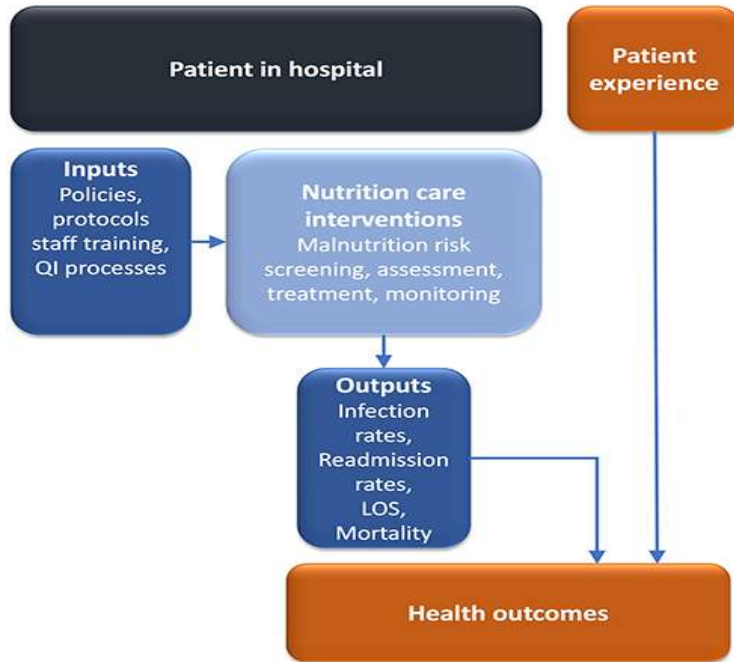 Patient in hospital
Patient
experience
Inputs
Policies,
protocols
staff training,
QI processes
Nutrition care
interventions
Malnutrition risk
screening, assessment,
treatment, monitoring
Outputs
Infection
rates,
Readmission
rates,
LOS,
Mortality
Health outcomes